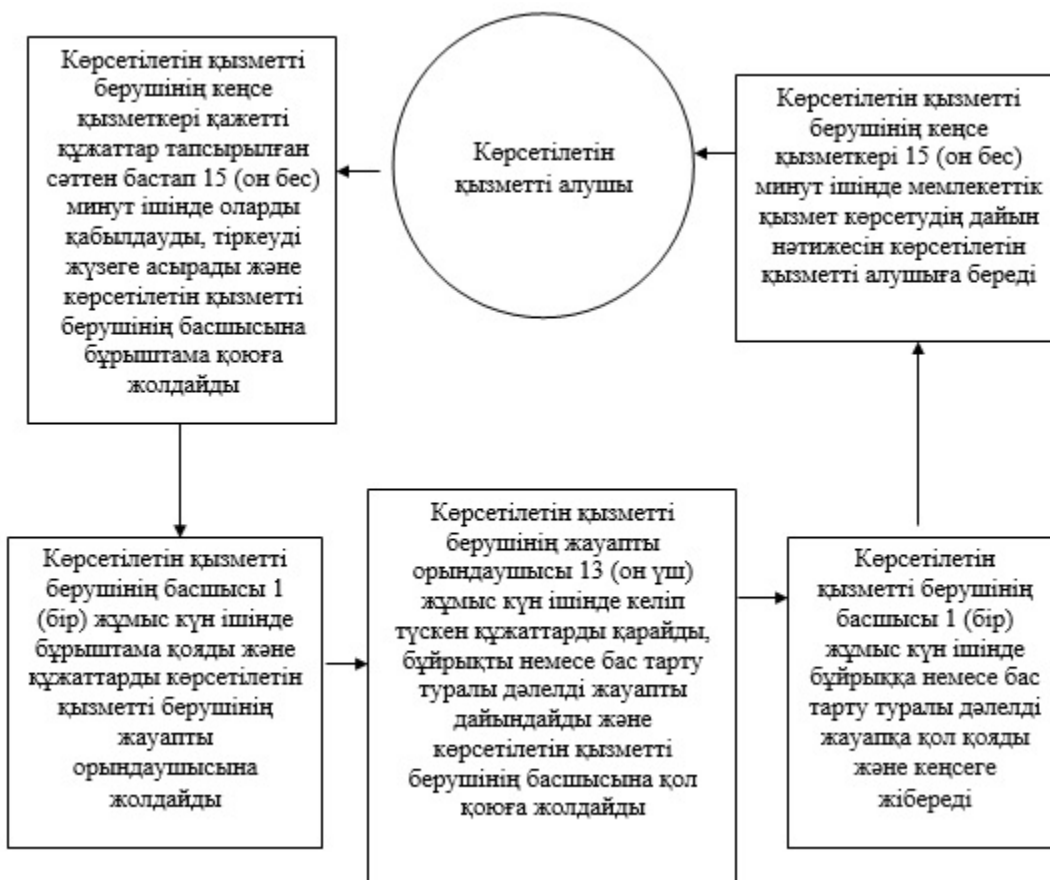 Көрсетілетін қызметті
берушінің кеңсе
қызметкері қажетті
құжаттар тапсырылған
сәттен бастап 15 (он бес)
минут ішінде оларды
қабылдауды, тіркеуді
жүзеге асырады және
көрсетілетін қызметті
берушінің басшысына
бұрыштама қоюға
жолдайды
Көрсетілетін
қызметті алушы
Көрсетілетін қызметті
берушінің кеңсе
қызметкері 15 (он бес)
минут ішінде мемлекеттік
қызмет көрсетудің дайын
нәтижесін көрсетілетін
қызметті алушыға береді
Көрсетілетін қызметті
берушінің басшысы 1
(бір) жұмыс күн ішінде
бұрыштама қояды және
құжаттарды көрсетілетін
қызметті берушінің
жауапты
орындаушысына
жолдайды
Көрсетілетін қызметті
берушінің жауапты
орындаушысы 13 (он үш)
жұмыс күн ішінде келіп
түскен құжаттарды қарайды,
бұйрықты немесе бас тарту
туралы дәлелді жауапты
дайындайды және
көрсетілетін қызметті
берушінің басшысына қол
қоюға жолдайды
Көрсетілетін
қызметті берушінің
басшысы 1 (бір)
жұмыс күн ішінде
бұйрыққа немесе бас
тарту туралы дәлелді
жауапқа қол қояды
және кеңсеге
жібереді